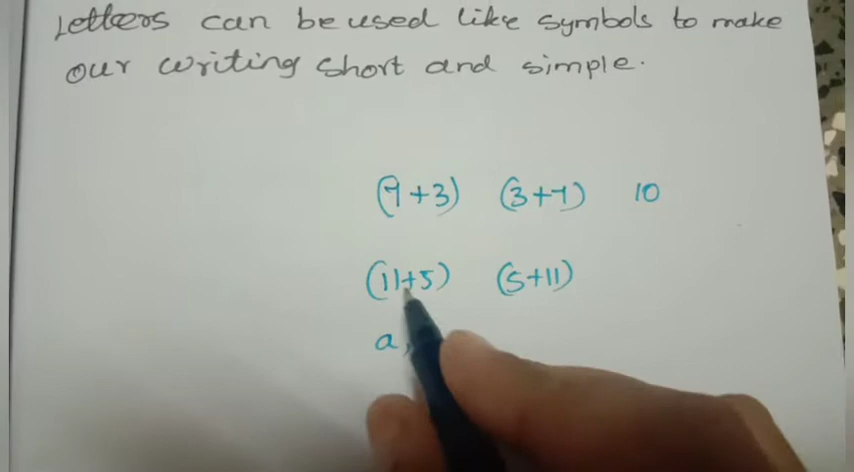 Letters can be used like symbols to make
our writing short and simple.
(7+3) (3+7) 10
(11+5) (5+11)
a,